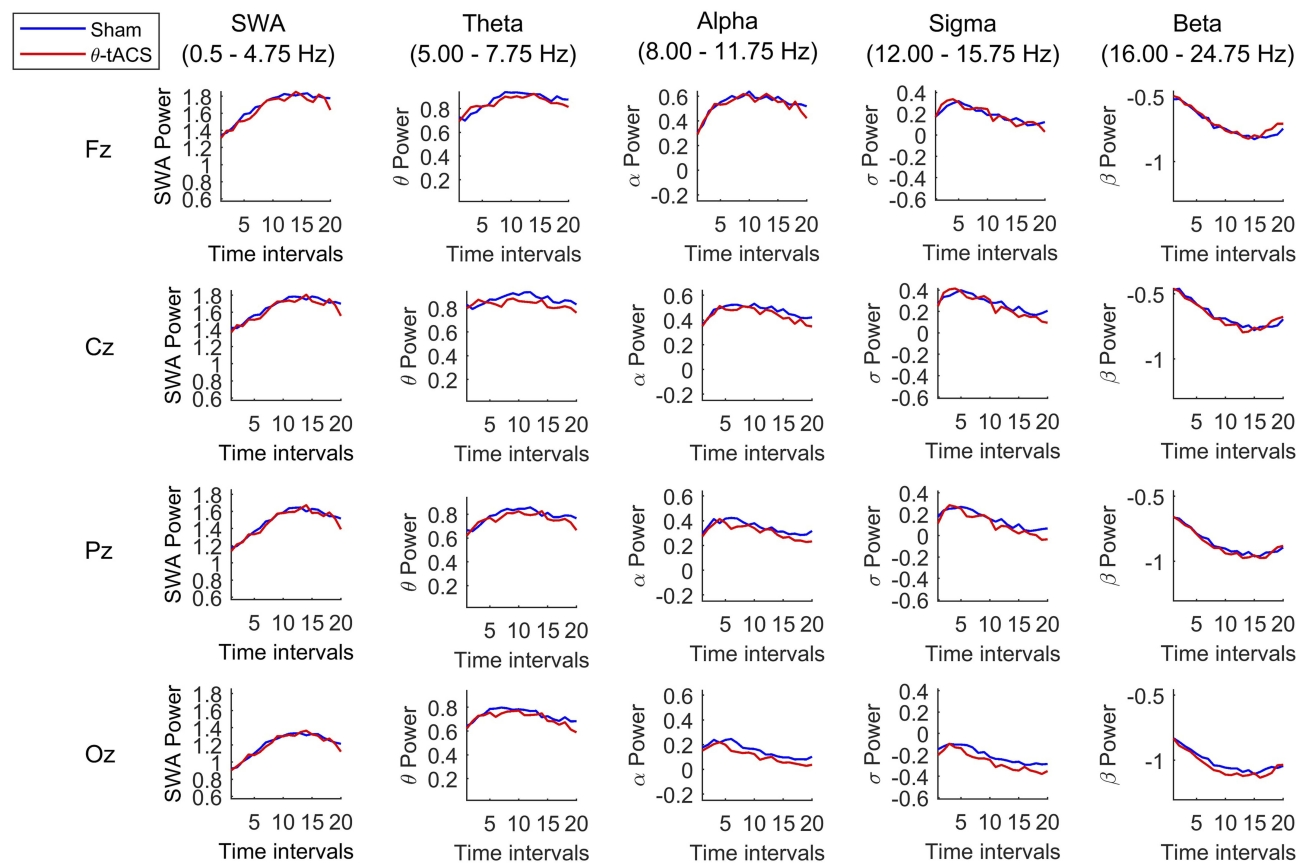 Sham
θ-tACS
SWA
(0.5 - 4.75 Hz)
Theta
(5.00 - 7.75 Hz)
Alpha
(8.00 - 11.75 Hz)
Sigma
(12.00 - 15.75 Hz)
Beta
(16.00 - 24.75 Hz)
Fz
SWA Power
1.8
1.6
1.4
1.2
1
0.8
0.6
5 10 15 20
Time intervals
θ Power
0.8
0.6
0.4
0.2
5 10 15 20
Time intervals
α Power
0.6
0.4
0.2
0
-0.2
5 10 15 20
Time intervals
σ Power
0.4
0.2
0
-0.2
-0.4
-0.6
5 10 15 20
Time intervals
β Power
-0.5
-1
5 10 15 20
Time intervals
Cz
SWA Power
1.8
1.6
1.4
1.2
1
0.8
0.6
5 10 15 20
Time intervals
θ Power
0.8
0.6
0.4
0.2
5 10 15 20
Time intervals
α Power
0.6
0.4
0.2
0
-0.2
5 10 15 20
Time intervals
σ Power
0.4
0.2
0
-0.2
-0.4
-0.6
5 10 15 20
Time intervals
β Power
-0.5
-1
5 10 15 20
Time intervals
Pz
SWA Power
1.8
1.6
1.4
1.2
1
0.8
0.6
5 10 15 20
Time intervals
θ Power
0.8
0.6
0.4
0.2
5 10 15 20
Time intervals
α Power
0.6
0.4
0.2
0
-0.2
5 10 15 20
Time intervals
σ Power
0.4
0.2
0
-0.2
-0.4
-0.6
5 10 15 20
Time intervals
β Power
-0.5
-1
5 10 15 20
Time intervals
Oz
SWA Power
1.8
1.6
1.4
1.2
1
0.8
0.6
5 10 15 20
Time intervals
θ Power
0.8
0.6
0.4
0.2
5 10 15 20
Time intervals
α Power
0.6
0.4
0.2
0
-0.2
5 10 15 20
Time intervals
σ Power
0.4
0.2
0
-0.2
-0.4
-0.6
5 10 15 20
Time intervals
β Power
-0.5
-1
5 10 15 20
Time intervals